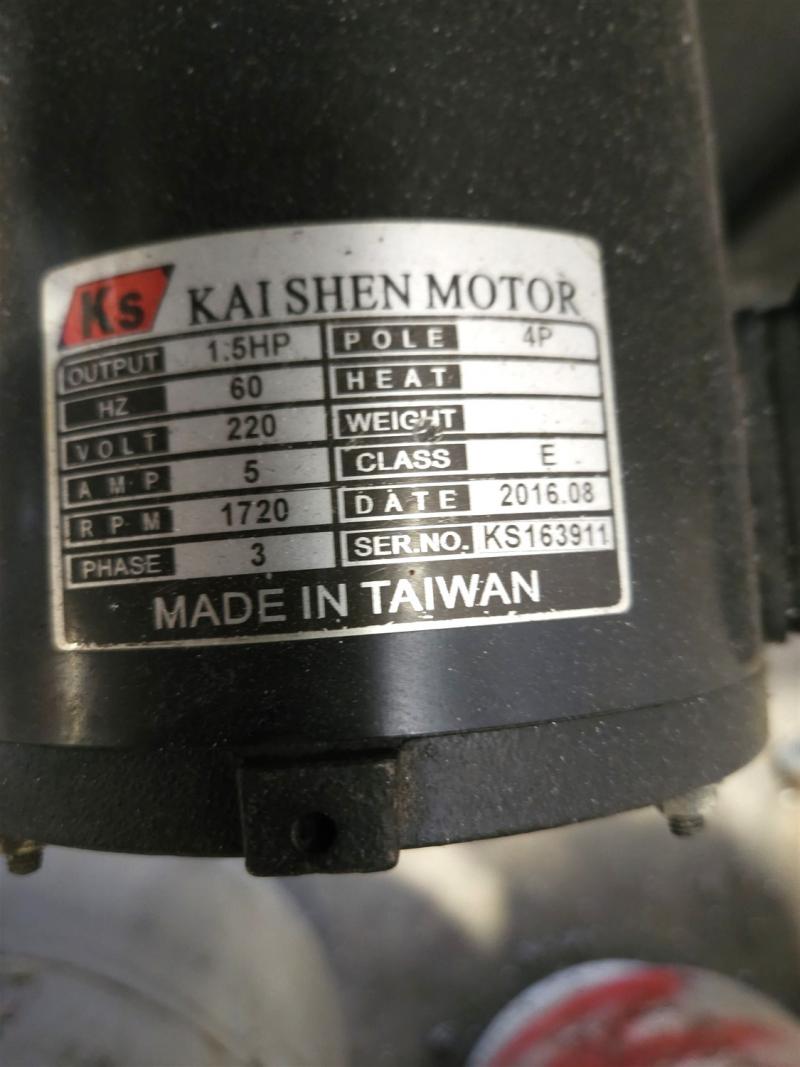 Ks KAI SHEN MOTOR
OUTPUT 1.5HP POLE 4P
HZ 60 HEAT
VOLT 220 WEIGHT
AMP 5 CLASS E
RPM 1720 DATE 2016.08
PHASE 3 SER.NO. KS163911
MADE IN TAIWAN